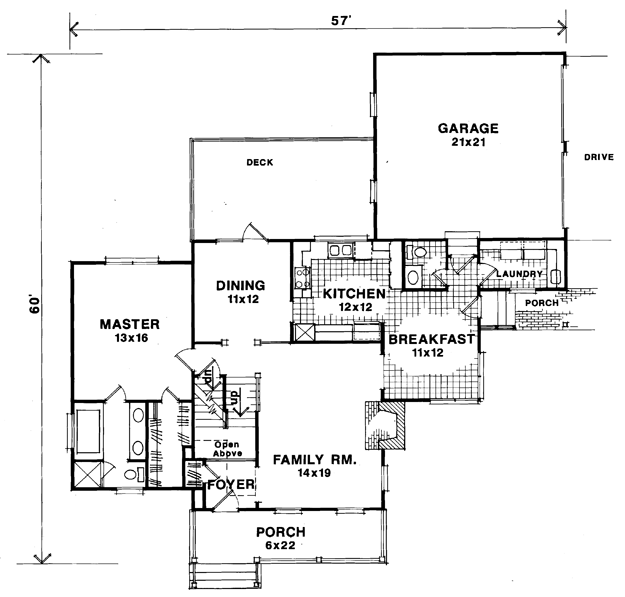 57'
GARAGE
21x21
DRIVE
DECK
60'
DINING
11x12
KITCHEN
12x12
LAUNDRY
PORCH
MASTER
13x16
BREAKFAST
11x12
dn
up
Open
Above
FAMILY RM.
14x19
FOYER
PORCH
6x22